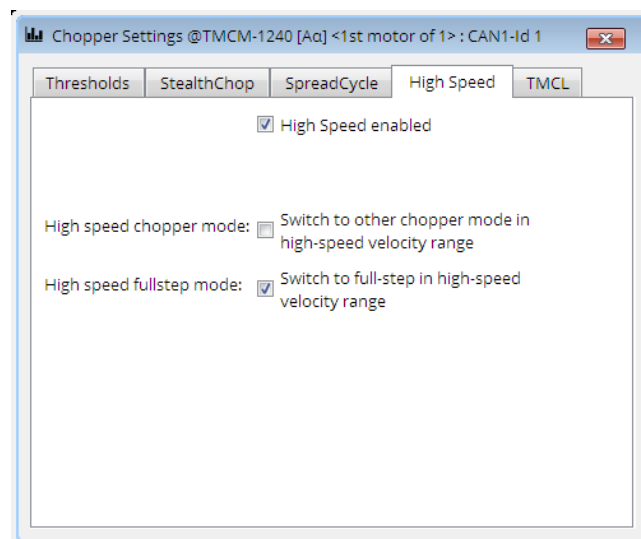 Chopper Settings @TMCM-1240 [Aα] <1st motor of 1> : CAN1-Id 1
Thresholds StealthChop SpreadCycle High Speed TMCL
High Speed enabled
High speed chopper mode: Switch to other chopper mode in
high-speed velocity range
High speed fullstep mode: Switch to full-step in high-speed
velocity range